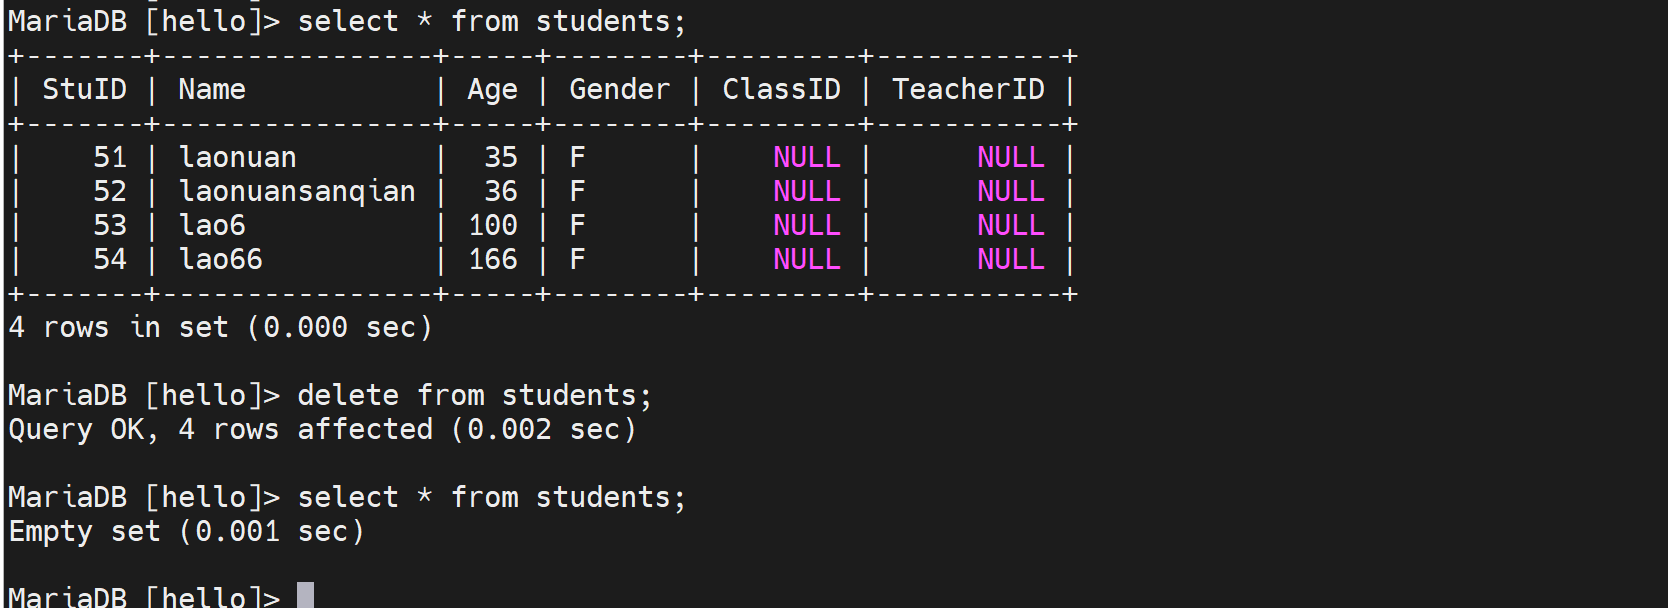 MariaDB [hello]> select * from students;
+-------+----------------+-----+--------+---------+-----------+
| StuID | Name           | Age | Gender | ClassID | TeacherID |
+-------+----------------+-----+--------+---------+-----------+
|    51 | laonuan        |  35 | F      |    NULL |      NULL |
|    52 | laonuansanqian |  36 | F      |    NULL |      NULL |
|    53 | lao6           | 100 | F      |    NULL |      NULL |
|    54 | lao66          | 166 | F      |    NULL |      NULL |
+-------+----------------+-----+--------+---------+-----------+
4 rows in set (0.000 sec)
MariaDB [hello]> delete from students;
Query OK, 4 rows affected (0.002 sec)
MariaDB [hello]> select * from students;
Empty set (0.001 sec)
MariaDB [hello]>